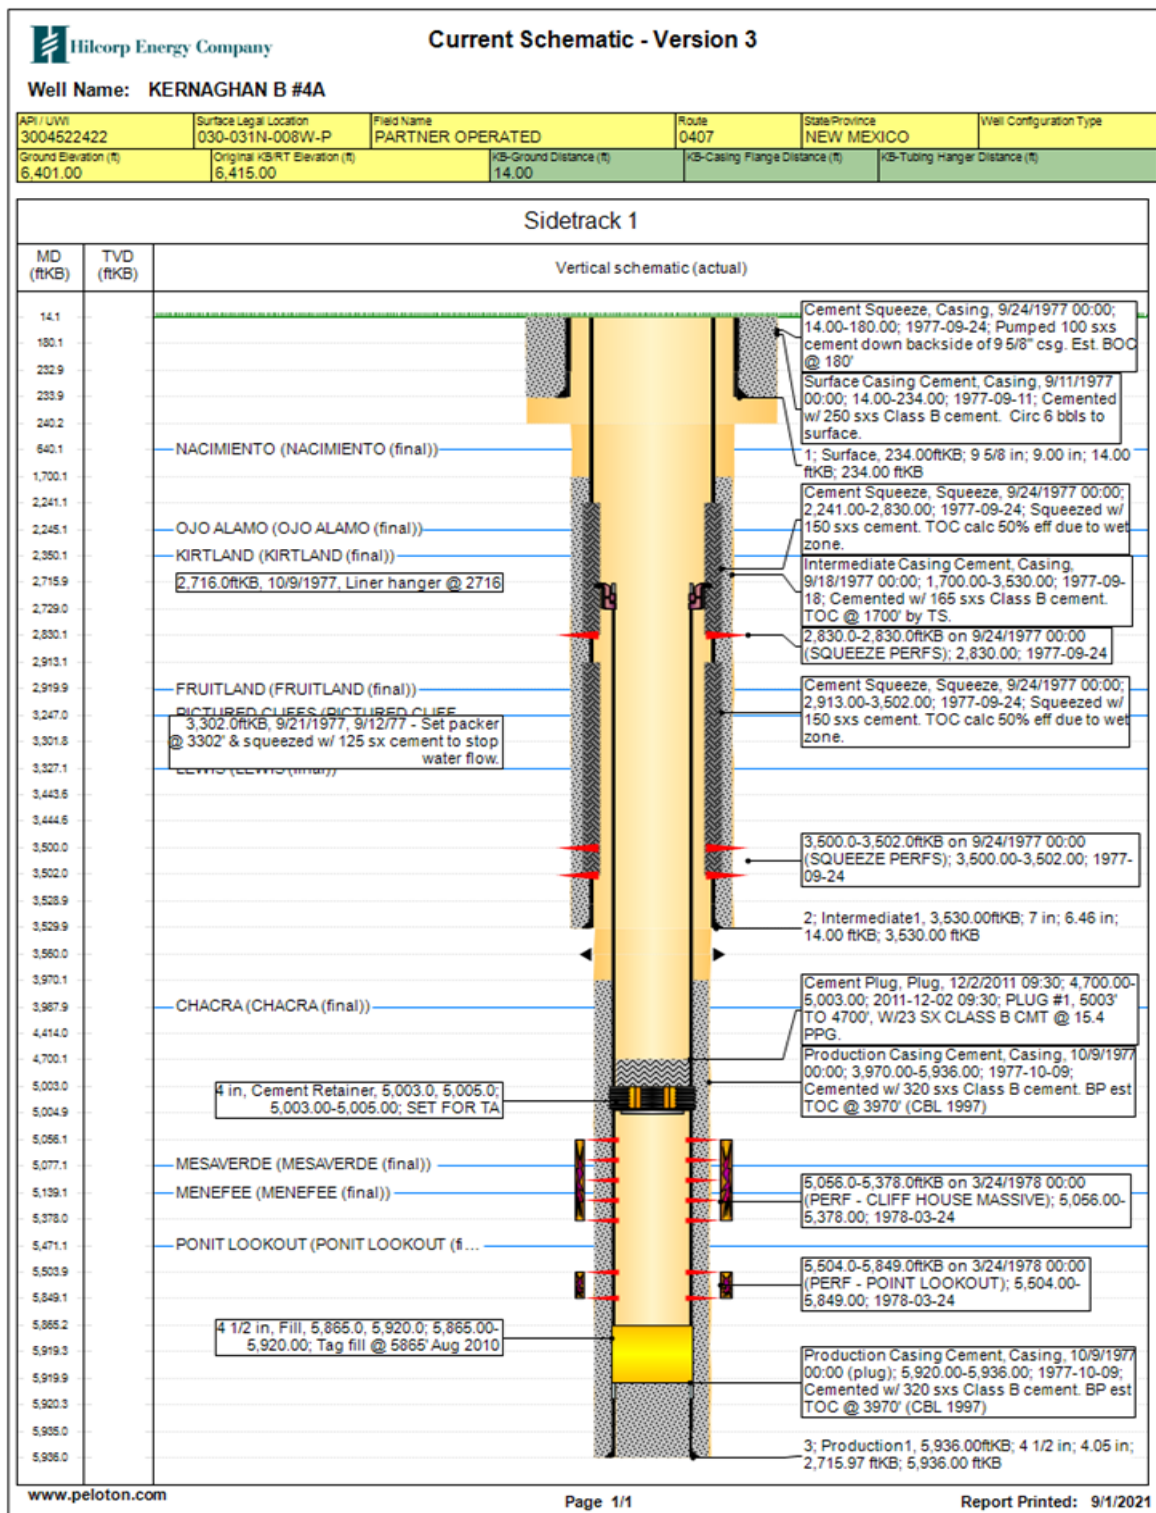 Hilcorp Energy Company
Current Schematic - Version 3
Well Name: KERNAGHAN B #4A
API / UWI
3004522422
Surface Legal Location
030-031N-008W-P
Field Name
PARTNER OPERATED
Route
0407
State/Province
NEW MEXICO
Well Configuration Type
Ground Elevation (ft)
6,401.00
Original KB/RT Elevation (ft)
6,415.00
KB-Ground Distance (ft)
14.00
KB-Casing Flange Distance (ft)
KB-Tubing Hanger Distance (ft)
Sidetrack 1
MD
(ftKB)
TVD
(ftKB)
Vertical schematic (actual)
14.1
180.1
232.9
233.9
240.2
640.1
1,700.1
2,241.1
2,245.1
2,350.1
2,715.9
2,729.0
2,830.1
2,913.1
2,919.9
3,247.0
3,301.8
3,327.1
3,443.6
3,444.6
3,500.0
3,502.0
3,528.9
3,529.9
3,560.0
3,970.1
3,987.9
4,414.0
4,700.1
5,003.0
5,004.9
5,056.1
5,077.1
5,139.1
5,378.0
5,471.1
5,503.9
5,849.1
5,865.2
5,919.3
5,919.9
5,920.3
5,935.0
5,936.0
NACIMIENTO (NACIMIENTO (final))
OJO ALAMO (OJO ALAMO (final))
KIRTLAND (KIRTLAND (final))
2,716.0ftKB, 10/9/1977, Liner hanger @ 2716
FRUITLAND (FRUITLAND (final))
PICTURED CLIFFS (PICTURED CLIFF...
3,302.0ftKB, 9/21/1977, 9/12/77 - Set packer
@ 3302' & squeezed w/ 125 sx cement to stop
water flow.
LEWIS (LEWIS (final))
CHACRA (CHACRA (final))
4 in, Cement Retainer, 5,003.0, 5,005.0;
5,003.00-5,005.00; SET FOR TA
MESAVERDE (MESAVERDE (final))
MENEFEE (MENEFEE (final))
PONIT LOOKOUT (PONIT LOOKOUT (fi...
4 1/2 in, Fill, 5,865.0, 5,920.0; 5,865.00-
5,920.00; Tag fill @ 5865' Aug 2010
Cement Squeeze, Casing, 9/24/1977 00:00;
14.00-180.00; 1977-09-24; Pumped 100 sxs
cement down backside of 9 5/8" csg. Est. BOC
@ 180'
Surface Casing Cement, Casing, 9/11/1977
00:00; 14.00-234.00; 1977-09-11; Cemented
w/ 250 sxs Class B cement. Circ 6 bbls to
surface.
1; Surface, 234.00ftKB; 9 5/8 in; 9.00 in; 14.00
ftKB; 234.00 ftKB
Cement Squeeze, Squeeze, 9/24/1977 00:00;
2,241.00-2,830.00; 1977-09-24; Squeezed w/
150 sxs cement. TOC calc 50% eff due to wet
zone.
Intermediate Casing Cement, Casing,
9/18/1977 00:00; 1,700.00-3,530.00; 1977-09-
18; Cemented w/ 165 sxs Class B cement.
TOC @ 1700' by TS.
2,830.0-2,830.0ftKB on 9/24/1977 00:00
(SQUEEZE PERFS); 2,830.00; 1977-09-24
Cement Squeeze, Squeeze, 9/24/1977 00:00;
2,913.00-3,502.00; 1977-09-24; Squeezed w/
150 sxs cement. TOC calc 50% eff due to wet
zone.
3,500.0-3,502.0ftKB on 9/24/1977 00:00
(SQUEEZE PERFS); 3,500.00-3,502.00; 1977-
09-24
2; Intermediate1, 3,530.00ftKB; 7 in; 6.46 in;
14.00 ftKB; 3,530.00 ftKB
Cement Plug, Plug, 12/2/2011 09:30; 4,700.00-
5,003.00; 2011-12-02 09:30; PLUG #1, 5003'
TO 4700', W/23 SX CLASS B CMT @ 15.4
PPG.
Production Casing Cement, Casing, 10/9/1977
00:00; 3,970.00-5,936.00; 1977-10-09;
Cemented w/ 320 sxs Class B cement. BP est
TOC @ 3970' (CBL 1997)
5,056.0-5,378.0ftKB on 3/24/1978 00:00
(PERF - CLIFF HOUSE MASSIVE); 5,056.00-
5,378.00; 1978-03-24
5,504.0-5,849.0ftKB on 3/24/1978 00:00
(PERF - POINT LOOKOUT); 5,504.00-
5,849.00; 1978-03-24
Production Casing Cement, Casing, 10/9/1977
00:00 (plug); 5,920.00-5,936.00; 1977-10-09;
Cemented w/ 320 sxs Class B cement. BP est
TOC @ 3970' (CBL 1997)
3; Production1, 5,936.00ftKB; 4 1/2 in; 4.05 in;
2,715.97 ftKB; 5,936.00 ftKB
www.peloton.com
Page 1/1
Report Printed: 9/1/2021